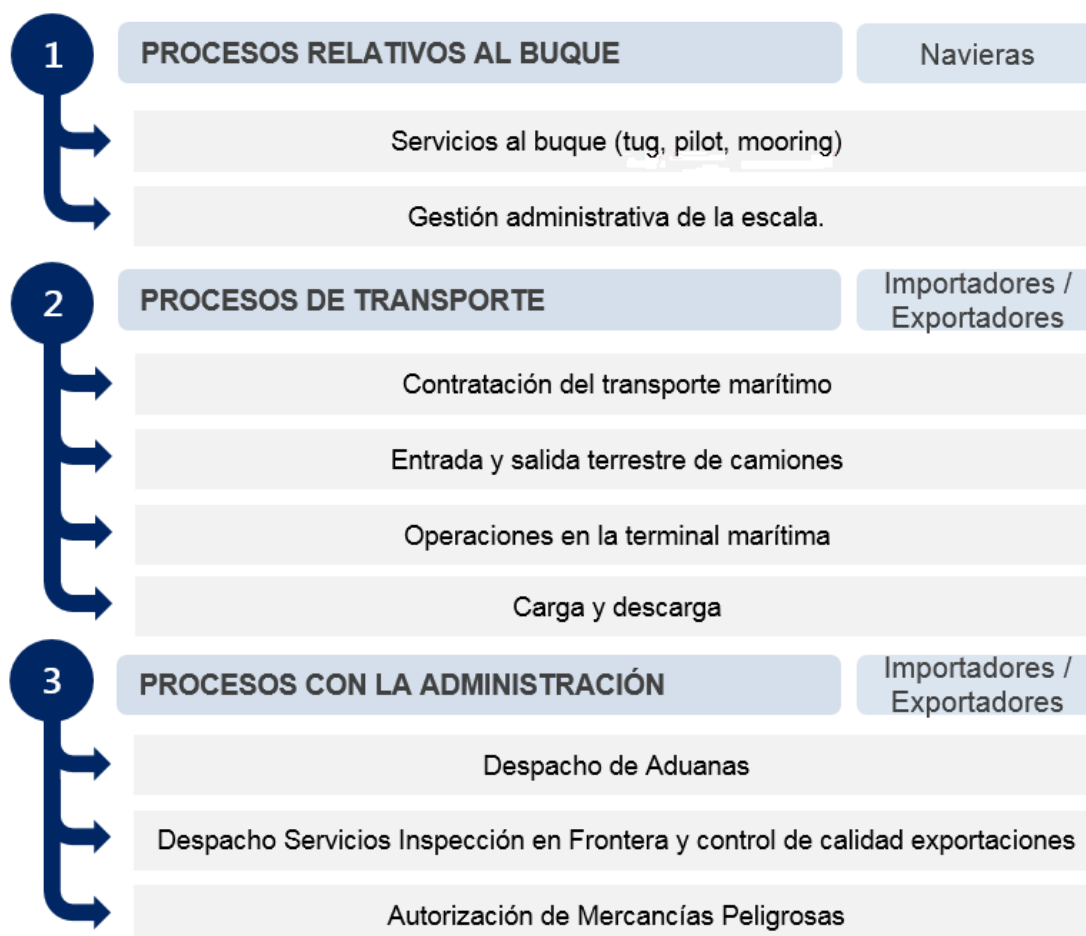 1
PROCESOS RELATIVOS AL BUQUE
Navieras
Servicios al buque (tug, pilot, mooring)
Gestión administrativa de la escala.
2
PROCESOS DE TRANSPORTE
Importadores /
Exportadores
Contratación del transporte marítimo
Entrada y salida terrestre de camiones
Operaciones en la terminal marítima
Carga y descarga
3
PROCESOS CON LA ADMINISTRACIÓN
Importadores /
Exportadores
Despacho de Aduanas
Despacho Servicios Inspección en Frontera y control de calidad exportaciones
Autorización de Mercancías Peligrosas